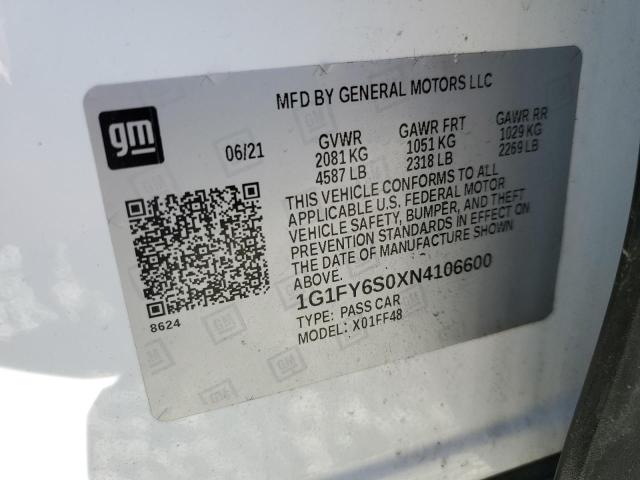 MFD BY GENERAL MOTORS LLC
gm
06/21
GVWR
2081 KG
4587 LB
GAWR FRT
1051 KG
2318 LB
GAWR RR
1029 KG
2269 LB
THIS VEHICLE CONFORMS TO ALL
APPLICABLE U.S. FEDERAL MOTOR
VEHICLE SAFETY, BUMPER, AND THEFT
PREVENTION STANDARDS IN EFFECT ON
THE DATE OF MANUFACTURE SHOWN
ABOVE.
1G1FY6S0XN4106600
TYPE: PASS CAR
MODEL: X01FF48
8624